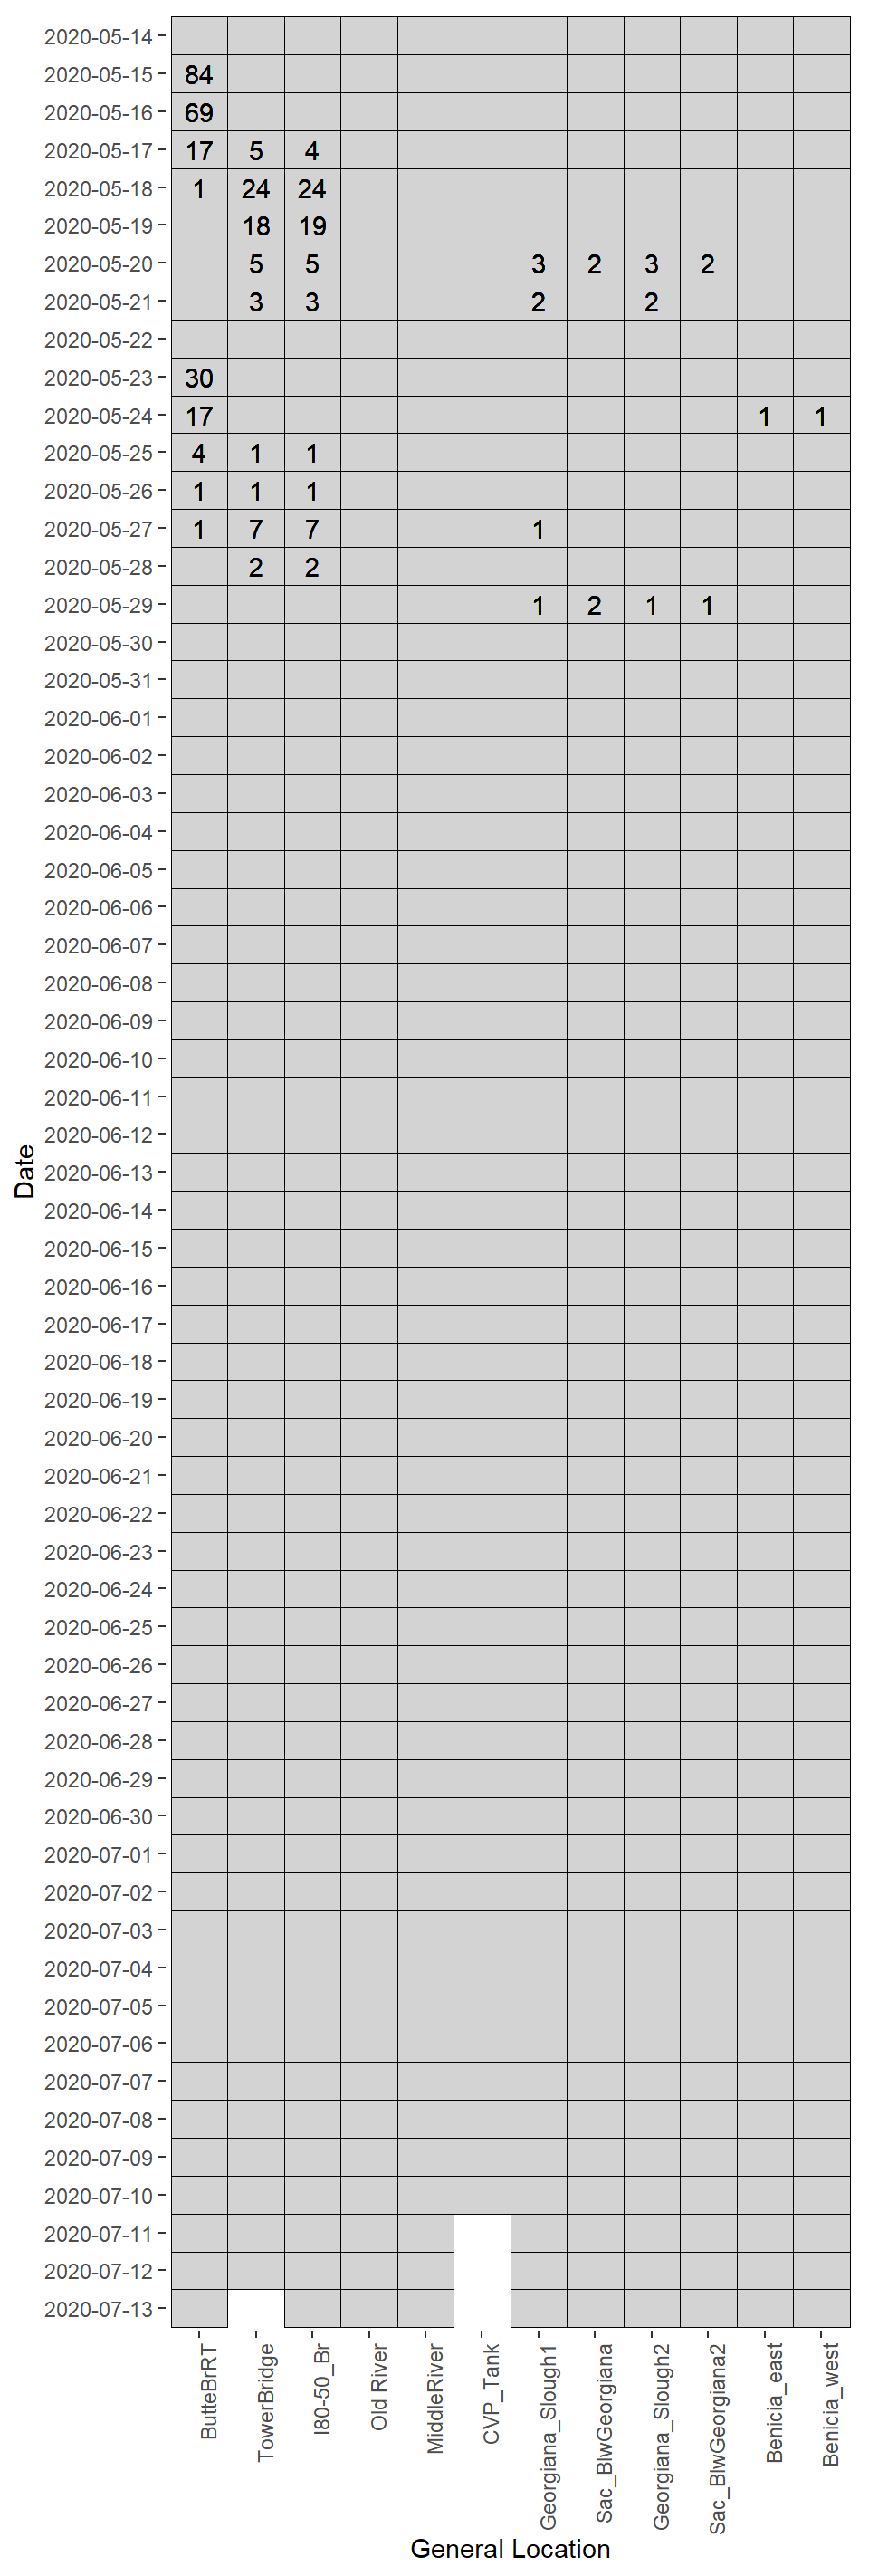 2020-05-14
2020-05-15 84
2020-05-16 69
2020-05-17 17 5 4
2020-05-18 1 24 24
2020-05-19 18 19
2020-05-20 5 5 3 2 3 2
2020-05-21 3 3 2 2
2020-05-22
2020-05-23 30
2020-05-24 17 1 1
2020-05-25 4 1 1
2020-05-26 1 1 1
2020-05-27 1 7 7 1
2020-05-28 2 2
2020-05-29 1 2 1 1
2020-05-30
2020-05-31
2020-06-01
2020-06-02
2020-06-03
2020-06-04
2020-06-05
2020-06-06
2020-06-07
2020-06-08
2020-06-09
2020-06-10
2020-06-11
2020-06-12
2020-06-13
2020-06-14
2020-06-15
2020-06-16
2020-06-17
2020-06-18
2020-06-19
2020-06-20
2020-06-21
2020-06-22
2020-06-23
2020-06-24
2020-06-25
2020-06-26
2020-06-27
2020-06-28
2020-06-29
2020-06-30
2020-07-01
2020-07-02
2020-07-03
2020-07-04
2020-07-05
2020-07-06
2020-07-07
2020-07-08
2020-07-09
2020-07-10
2020-07-11
2020-07-12
2020-07-13
Date
ButteBrRT
TowerBridge
I80-50_Br
Old River
MiddleRiver
CVP_Tank
Georgiana_Slough1
Sac_BlwGeorgiana
Georgiana_Slough2
Sac_BlwGeorgiana2
Benicia_east
Benicia_west
General Location